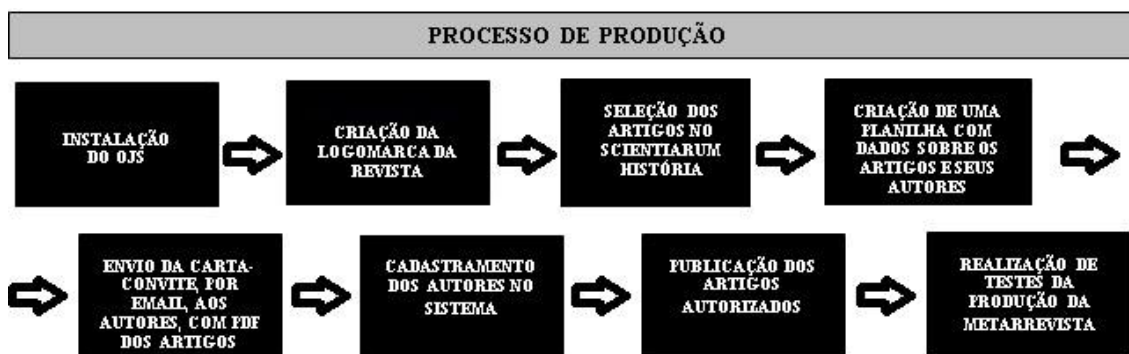 PROCESSO DE PRODUÇÃO
INSTALAÇÃO
DO OJS
CRIAÇÃO DA
LOGOMARCA DA
REVISTA
SELEÇÃO DOS
ARTIGOS NO
SCIENTIARUM
HISTÓRIA
CRIAÇÃO DE UMA
PLANILHA COM
DADOS SOBRE OS
ARTIGOS E SEUS
AUTORES
ENVIO DA CARTA-
CONVITE, POR
EMAIL, AOS
AUTORES, COM PDF
DOS ARTIGOS
CADASTRAMENTO
DOS AUTORES NO
SISTEMA
PUBLICAÇÃO DOS
ARTIGOS
AUTORIZADOS
REALIZAÇÃO DE
TESTES DA
PRODUÇÃO DA
METARREVISTA